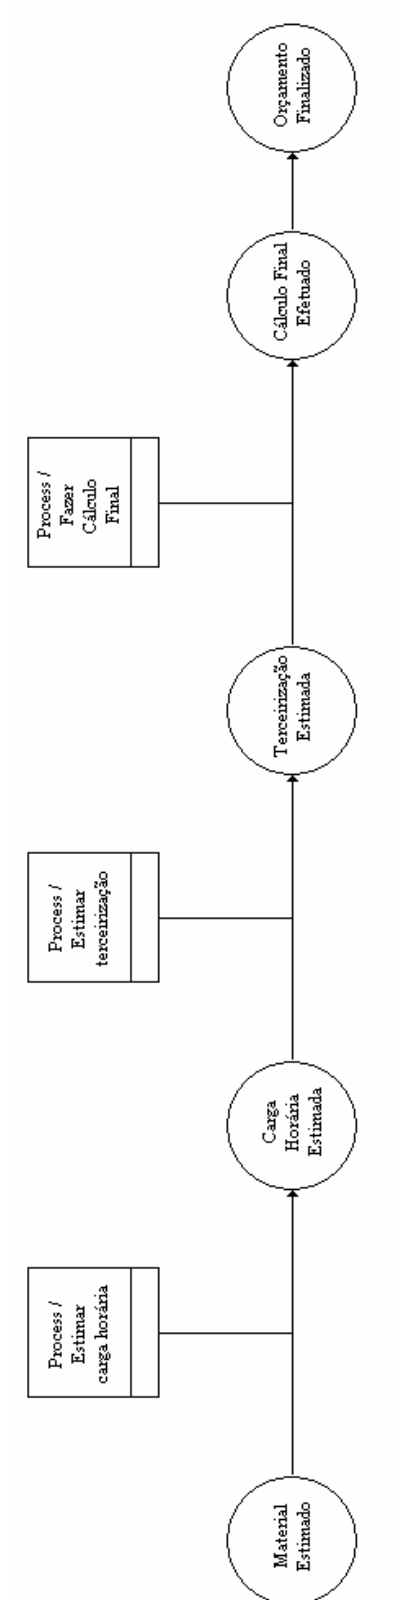 Orçamento
Finalizado
Cálculo Final
Efetuado
Process /
Fazer
Cálculo
Final
Terceirização
Estimada
Process /
Estimar
terceirização
Carga
Horária
Estimada
Process /
Estimar
carga horária
Material
Estimado